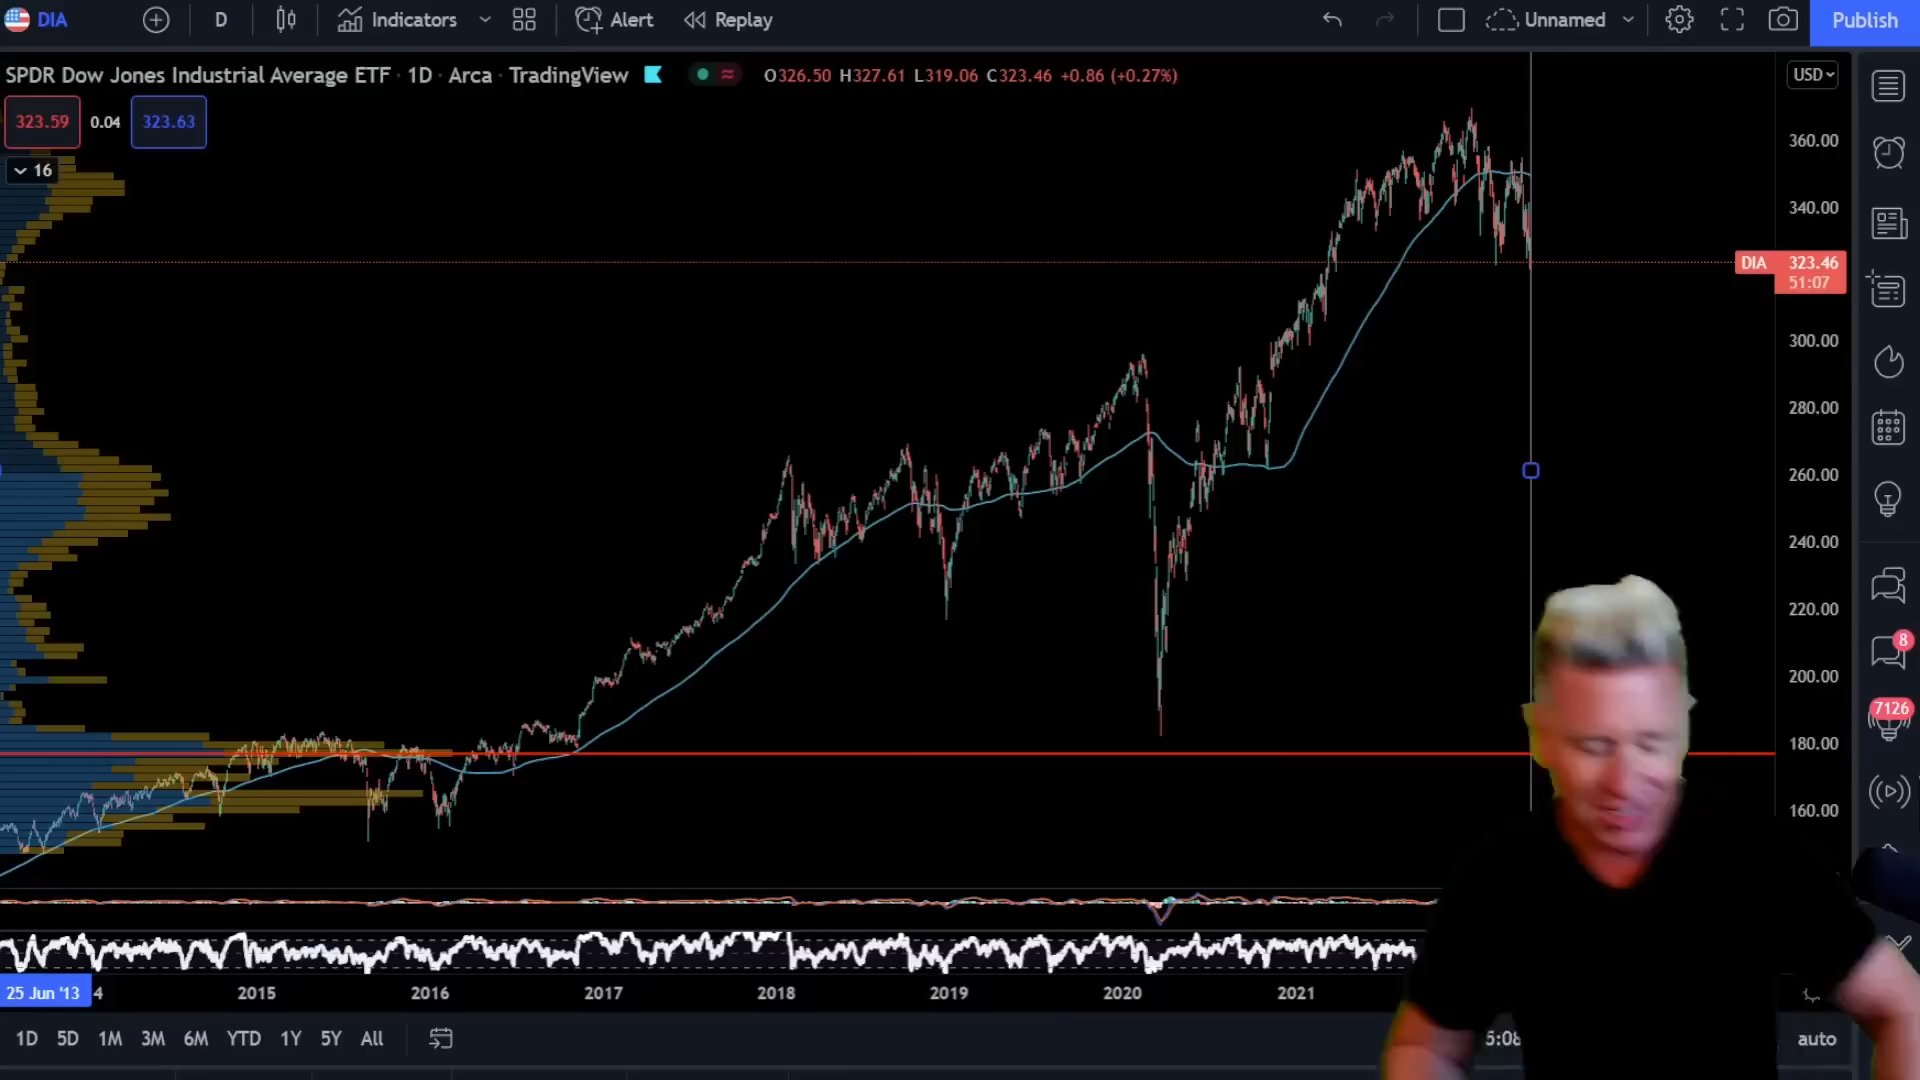 DIA D Indicators Alert Replay Unnamed Publish
SPDR Dow Jones Industrial Average ETF · 1D · Arca · TradingView O326.50 H327.61 L319.06 C323.46 +0.86 (+0.27%) USD
323.59 0.04 323.63
16
360.00
340.00
DIA 323.46
51:07
300.00
280.00
260.00
240.00
220.00
200.00
180.00
160.00
8
7126
25 Jun '13 4 2015 2016 2017 2018 2019 2020 2021
1D 5D 1M 3M 6M YTD 1Y 5Y All 5:08 auto